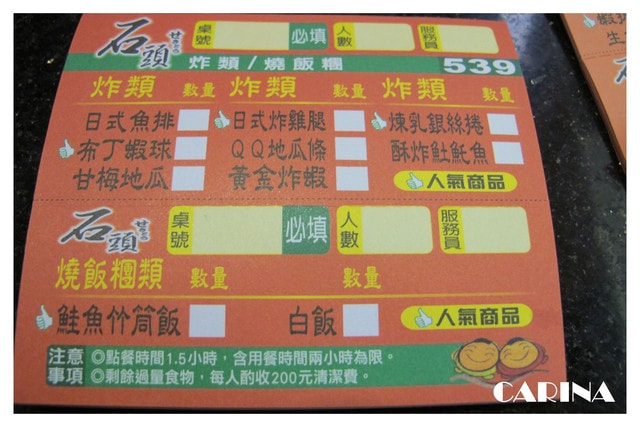 石頭 桌號 必填 人數 服務員
炸類/燒飯糰 539
炸類 數量 炸類 數量 炸類 數量
日式魚排 日式炸雞腿 煉乳銀絲捲
布丁蝦球 QQ地瓜條 酥炸魠魠魚
甘梅地瓜 黃金炸蝦 人氣商品
石頭 桌號 必填 人數 服務員
燒飯糰類 數量 數量
鮭魚竹筒飯 白飯 人氣商品
注意事項 ◎點餐時間1.5小時，含用餐時間兩小時為限。
◎剩餘過量食物，每人酌收200元清潔費。
CARINA